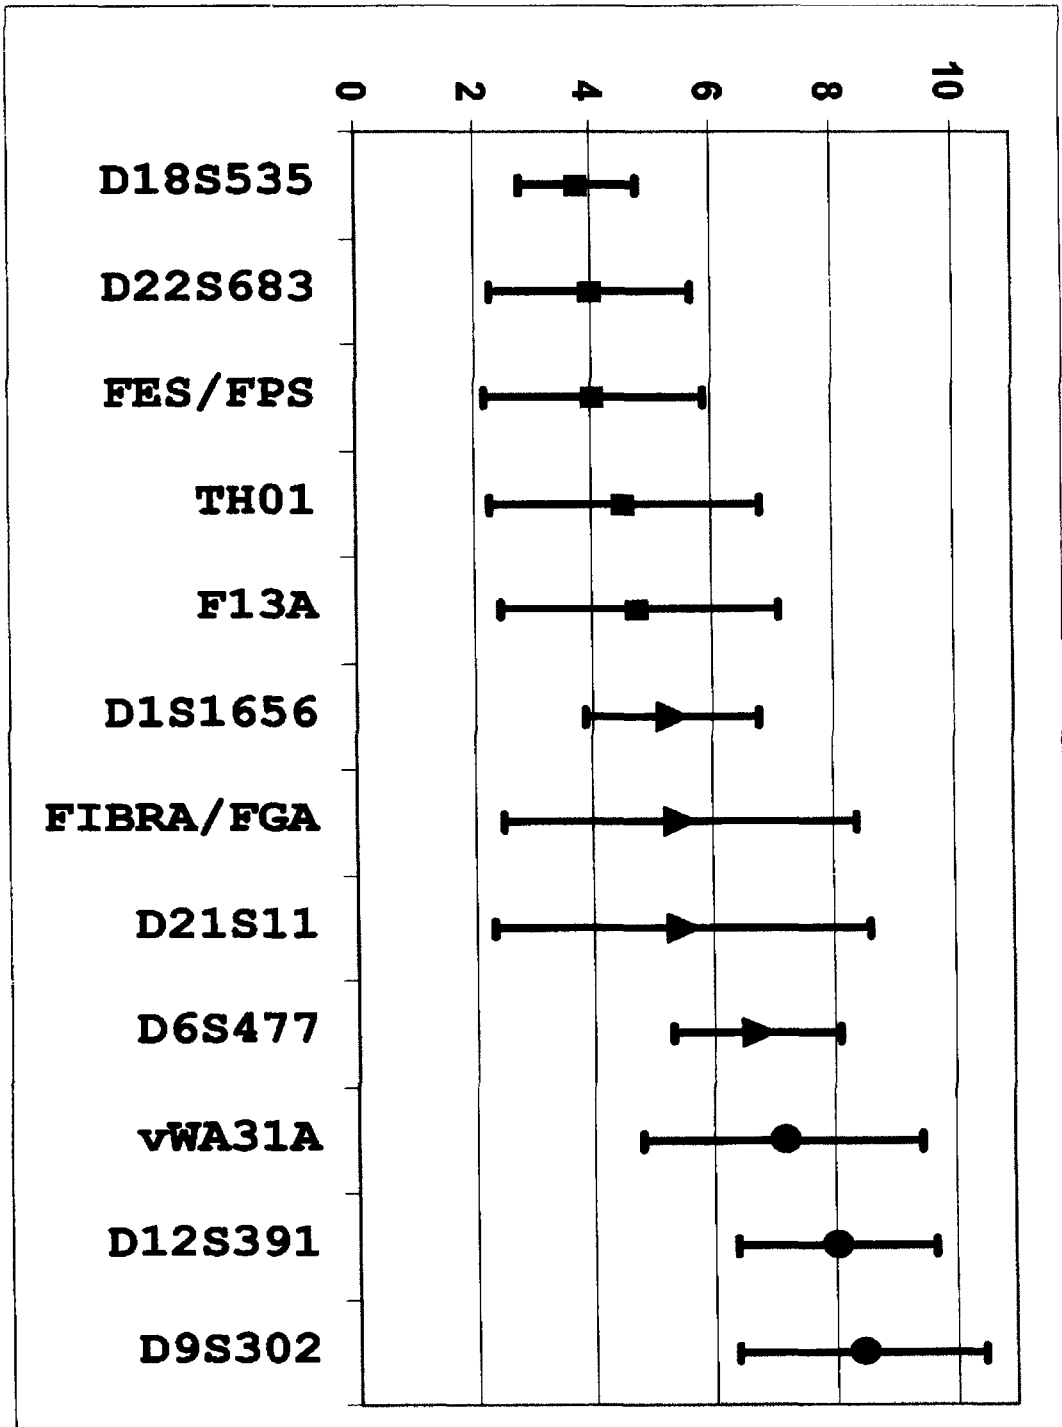 0 2 4 6 8 10
D18S535
D22S683
FES/FPS
TH01
F13A
D1S1656
FIBRA/FGA
D21S11
D6S477
vWA31A
D12S391
D9S302